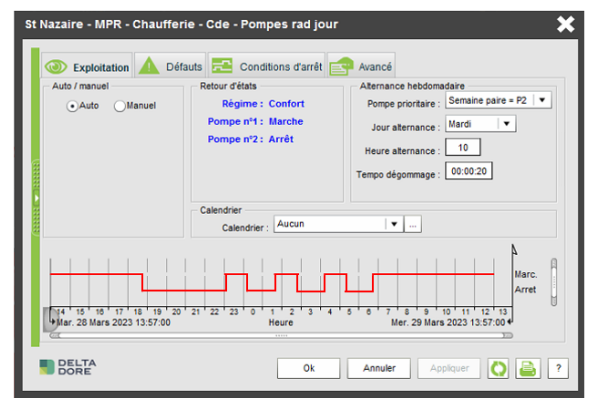 St Nazaire - MPR - Chaufferie - Cde - Pompes rad jour
Exploitation Défauts Conditions d'arrêt Avancé
Auto / manuel
Auto Manuel
Retour d'états
Régime : Confort
Pompe n°1 : Marche
Pompe n°2 : Arrêt
Alternance hebdomadaire
Pompe prioritaire : Semaine paire = P2
Jour alternance : Mardi
Heure alternance : 10
Tempo dégommage : 00:00:20
Calendrier
Calendrier : Aucun ...
Marc.
Arret
14 15 16 17 18 19 20 21 22 23 0 1 2 3 4 5 6 7 8 9 10 11 12 13
Mar. 28 Mars 2023 13:57:00 Heure Mer. 29 Mars 2023 13:57:00
DELTA
DORE
Ok Annuler Appliquer ?